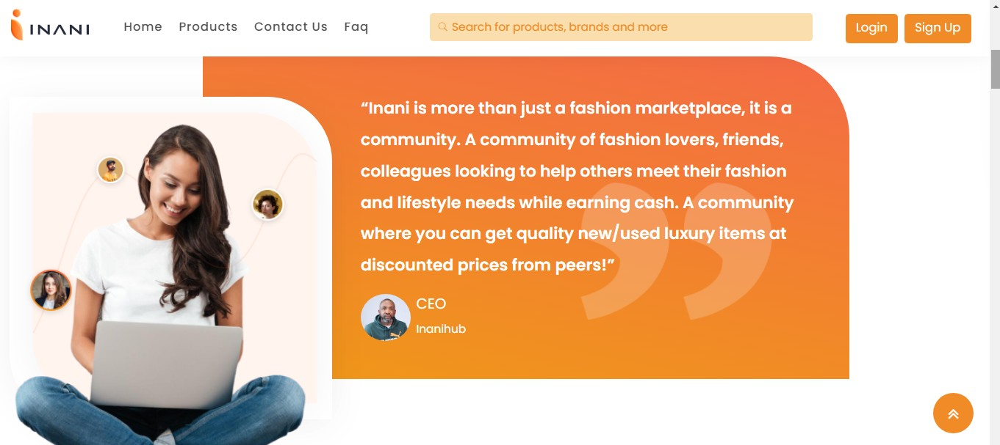 INANI
Home Products Contact Us Faq
Search for products, brands and more
Login Sign Up
“Inani is more than just a fashion marketplace, it is a
community. A community of fashion lovers, friends,
colleagues looking to help others meet their fashion
and lifestyle needs while earning cash. A community
where you can get quality new/used luxury items at
discounted prices from peers!”
CEO
Inanihub